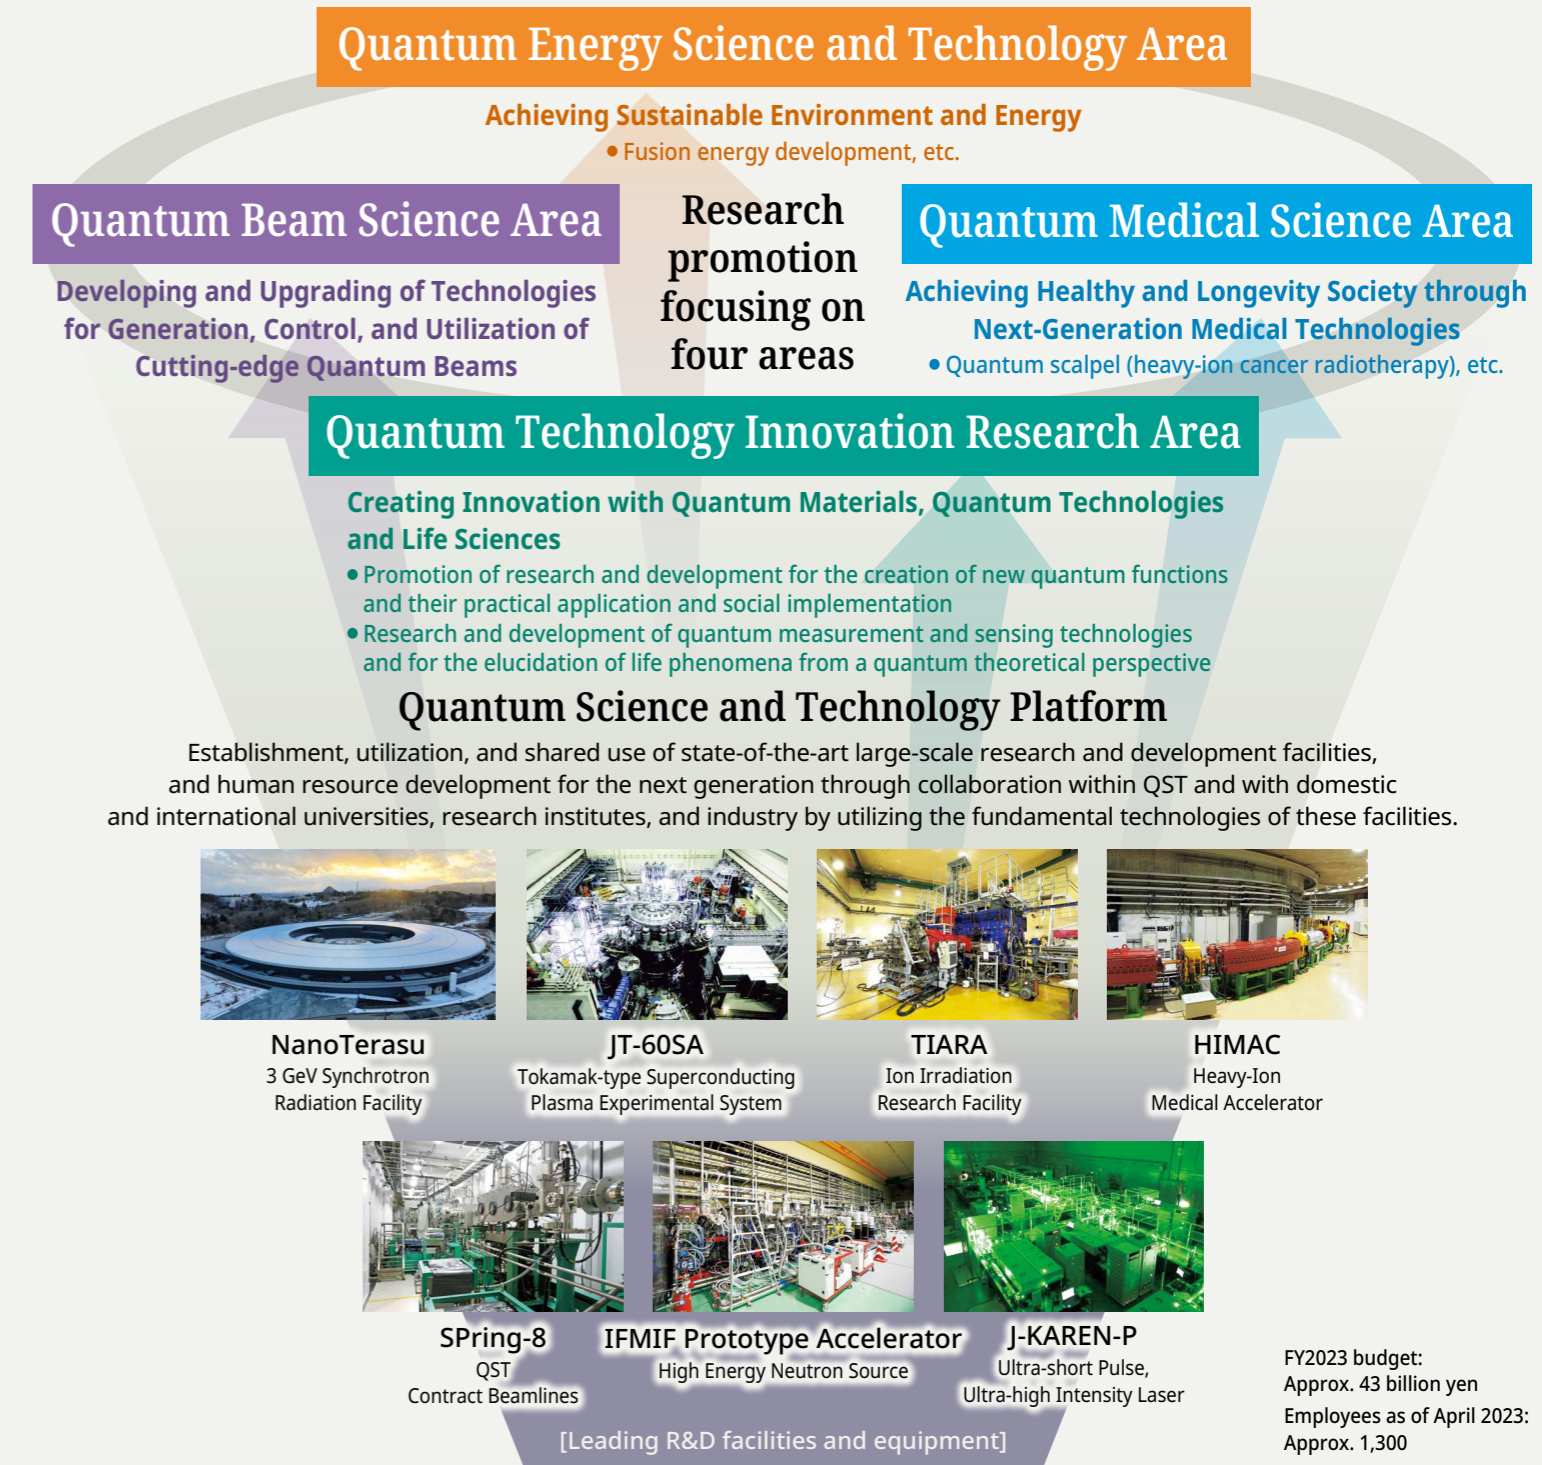 Quantum Energy Science and Technology Area
Achieving Sustainable Environment and Energy
● Fusion energy development, etc.
Quantum Beam Science Area
Developing and Upgrading of Technologies
for Generation, Control, and Utilization of
Cutting-edge Quantum Beams
Research
promotion
focusing on
four areas
Quantum Medical Science Area
Achieving Healthy and Longevity Society through
Next-Generation Medical Technologies
● Quantum scalpel (heavy-ion cancer radiotherapy), etc.
Quantum Technology Innovation Research Area
Creating Innovation with Quantum Materials, Quantum Technologies
and Life Sciences
● Promotion of research and development for the creation of new quantum functions
and their practical application and social implementation
● Research and development of quantum measurement and sensing technologies
and for the elucidation of life phenomena from a quantum theoretical perspective
Quantum Science and Technology Platform
Establishment, utilization, and shared use of state-of-the-art large-scale research and development facilities,
and human resource development for the next generation through collaboration within QST and with domestic
and international universities, research institutes, and industry by utilizing the fundamental technologies of these facilities.
NanoTerasu
3 GeV Synchrotron
Radiation Facility
JT-60SA
Tokamak-type Superconducting
Plasma Experimental System
TIARA
Ion Irradiation
Research Facility
HIMAC
Heavy-Ion
Medical Accelerator
SPring-8
QST
Contract Beamlines
IFMIF Prototype Accelerator
High Energy Neutron Source
J-KAREN-P
Ultra-short Pulse,
Ultra-high Intensity Laser
[Leading R&D facilities and equipment]
FY2023 budget:
Approx. 43 billion yen
Employees as of April 2023:
Approx. 1,300